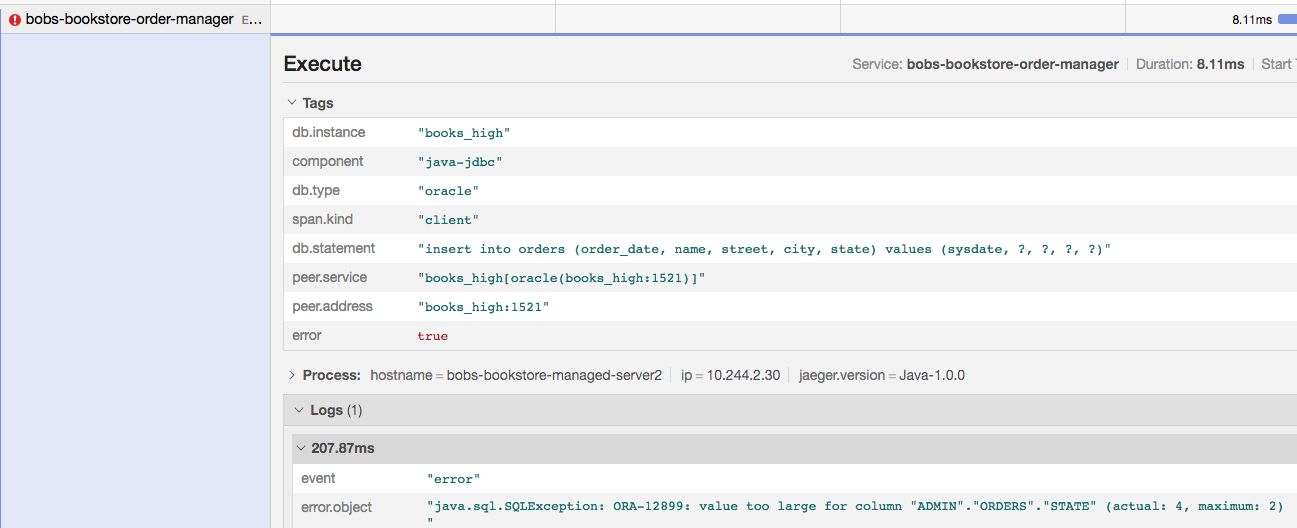 bobs-bookstore-order-manager E...
8.11ms
Execute
Service: bobs-bookstore-order-manager Duration: 8.11ms Start
Tags
db.instance "books_high"
component "java-jdbc"
db.type "oracle"
span.kind "client"
db.statement "insert into orders (order_date, name, street, city, state) values (sysdate, ?, ?, ?, ?)"
peer.service "books_high[oracle(books_high:1521)]"
peer.address "books_high:1521"
error true
Process: hostname = bobs-bookstore-managed-server2 ip = 10.244.2.30 jaeger.version = Java-1.0.0
Logs (1)
207.87ms
event "error"
error.object "java.sql.SQLException: ORA-12899: value too large for column "ADMIN"."ORDERS"."STATE" (actual: 4, maximum: 2)
"